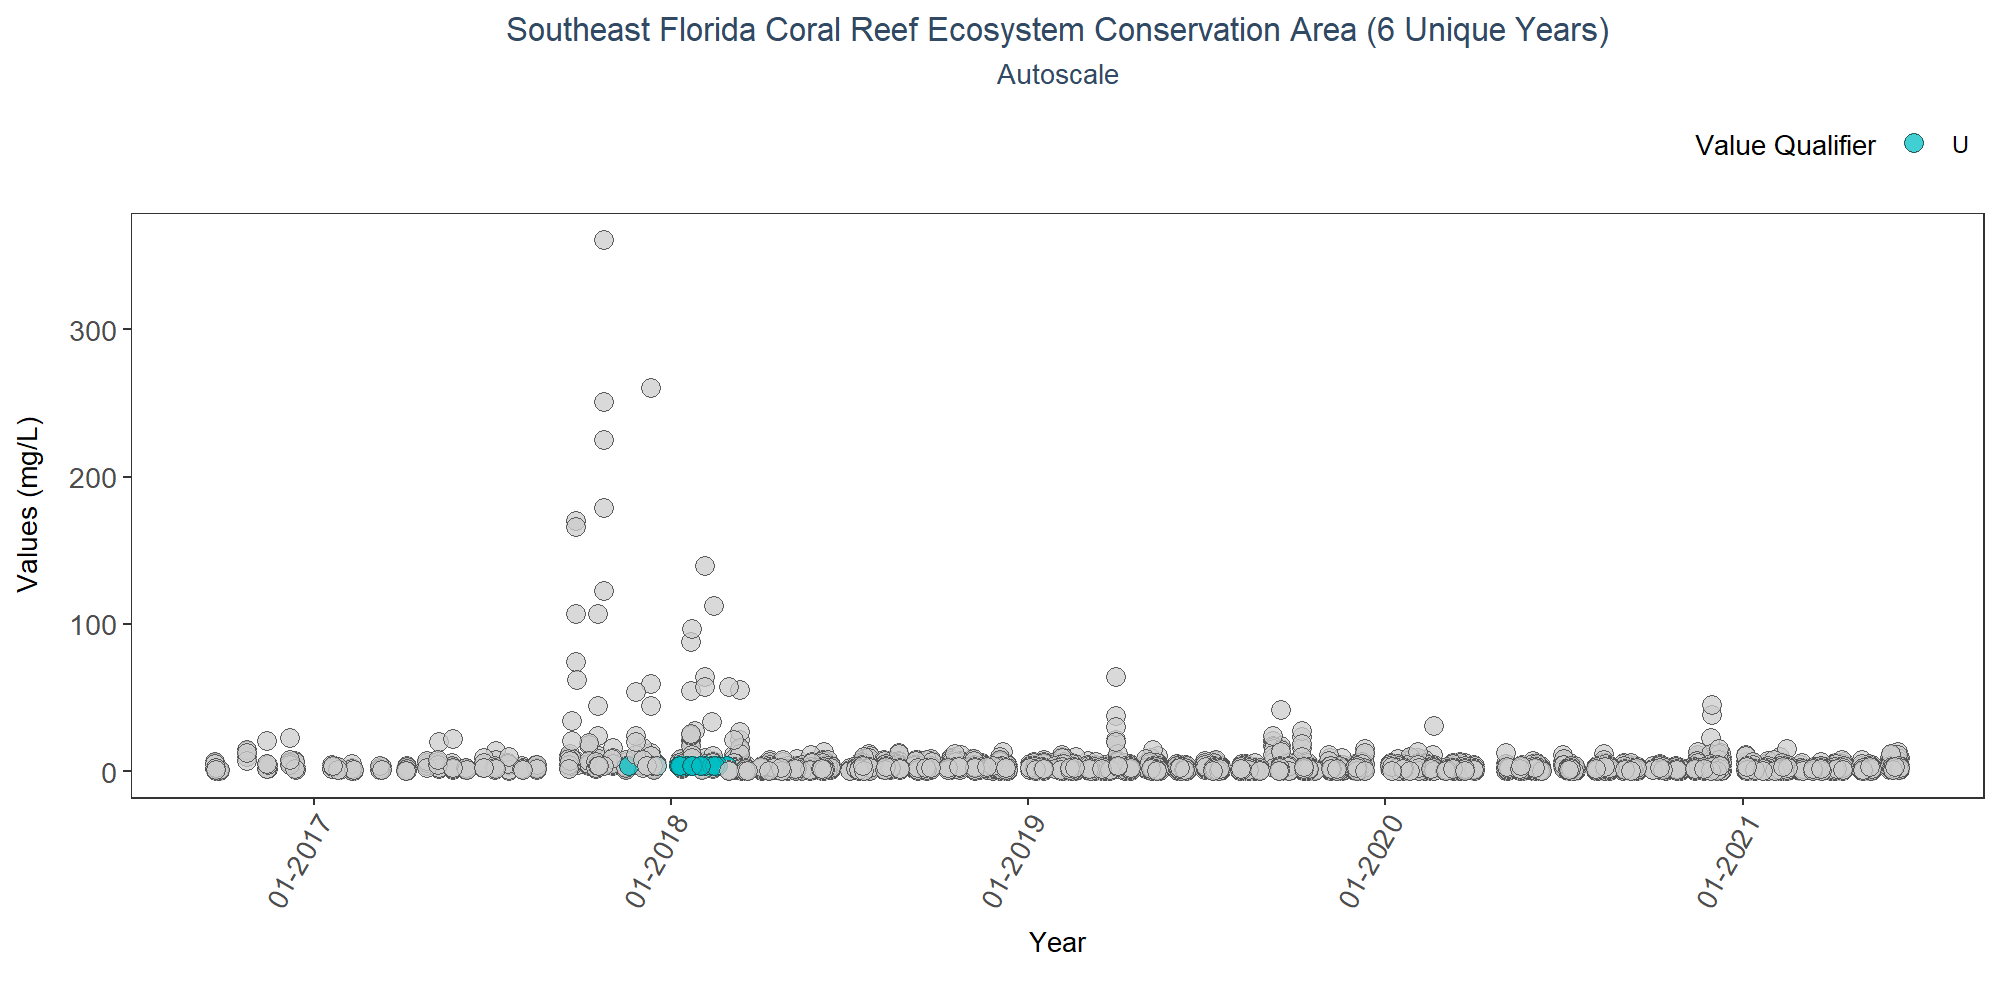 Southeast Florida Coral Reef Ecosystem Conservation Area (6 Unique Years)
Autoscale
Value Qualifier U
Values (mg/L)
300
200
100
0
01-2017
01-2018
01-2019
01-2020
01-2021
Year